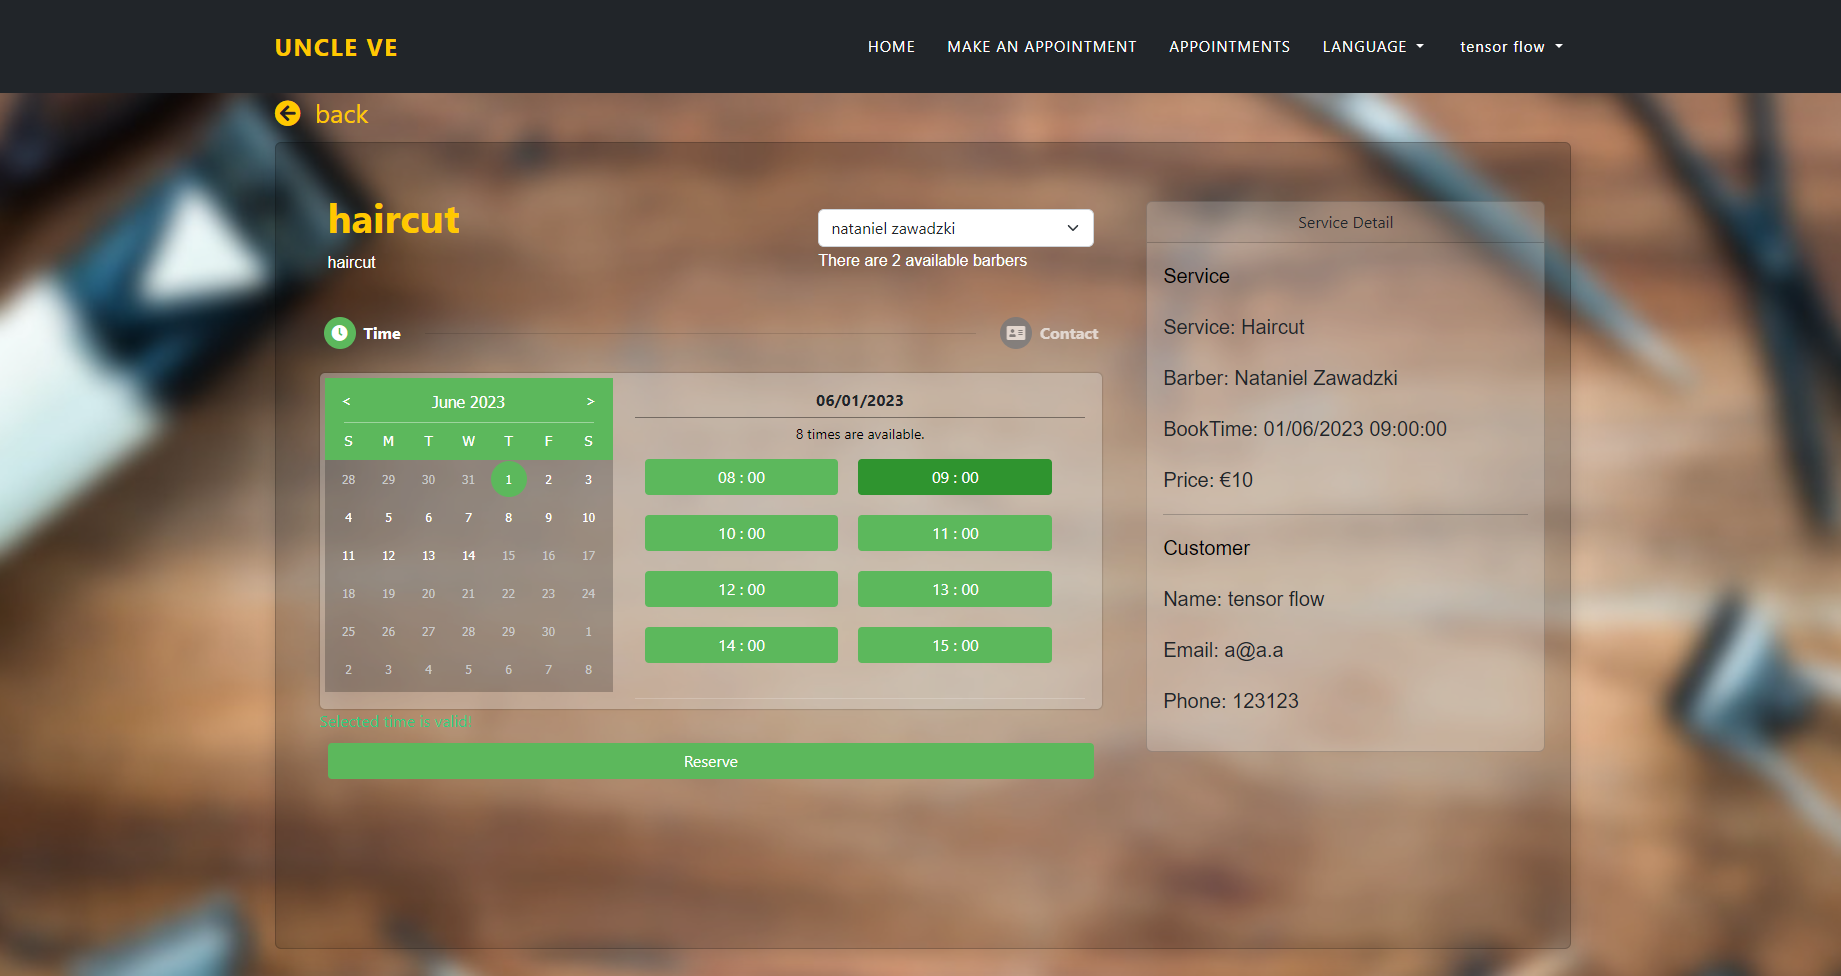 UNCLE VE
HOME MAKE AN APPOINTMENT APPOINTMENTS LANGUAGE tensor flow
back
haircut
haircut
nataniel zawadzki
There are 2 available barbers
Time
Contact
< June 2023 >
S M T W T F S
28 29 30 31 1 2 3
4 5 6 7 8 9 10
11 12 13 14 15 16 17
18 19 20 21 22 23 24
25 26 27 28 29 30 1
2 3 4 5 6 7 8
06/01/2023
8 times are available.
08 : 00 09 : 00
10 : 00 11 : 00
12 : 00 13 : 00
14 : 00 15 : 00
Selected time is valid!
Reserve
Service Detail
Service
Service: Haircut
Barber: Nataniel Zawadzki
BookTime: 01/06/2023 09:00:00
Price: €10
Customer
Name: tensor flow
Email: a@a.a
Phone: 123123